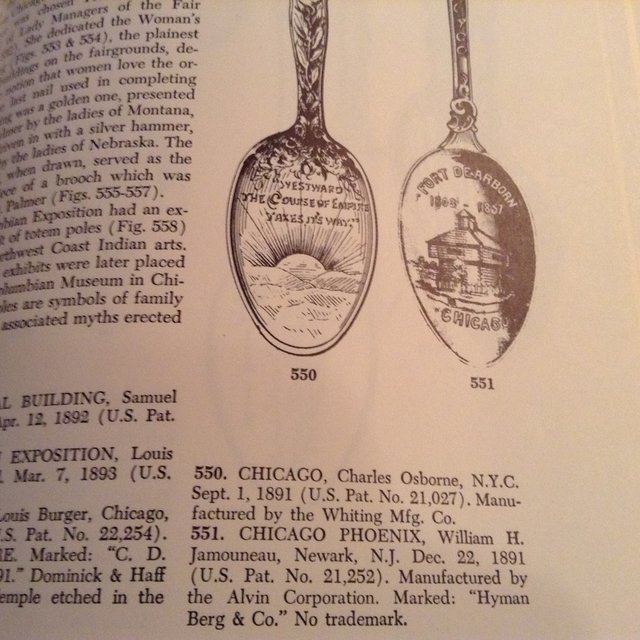 Lady Managers of the Fair
She dedicated the Woman's
Figs. 553 & 554), the plainest
on the fairgrounds, de-
notion that women love the or-
last nail used in completing
was a golden one, presented
by the ladies of Montana,
in with a silver hammer,
the ladies of Nebraska. The
when drawn, served as the
of a brooch which was
Palmer (Figs. 555-557).
Exposition had an ex-
of totem poles (Fig. 558)
Coast Indian arts.
exhibits were later placed
Museum in Chi-
are symbols of family
associated myths erected
L BUILDING, Samuel
Apr. 12, 1892 (U.S. Pat.
EXPOSITION, Louis
Mar. 7, 1893 (U.S.
Louis Burger, Chicago,
Pat. No. 22,254).
Marked: "C. D.
91." Dominick & Haff
etched in the
"WESTWARD
THE COURSE OF EMPIRE
TAKES ITS WAY."
550
FORT DEARBORN
1803 - 1857
"CHICAGO"
551
550. CHICAGO, Charles Osborne, N.Y.C.
Sept. 1, 1891 (U.S. Pat. No. 21,027). Manu-
factured by the Whiting Mfg. Co.
551. CHICAGO PHOENIX, William H.
Jamouneau, Newark, N.J. Dec. 22, 1891
(U.S. Pat. No. 21,252). Manufactured by
the Alvin Corporation. Marked: "Hyman
Berg & Co." No trademark.